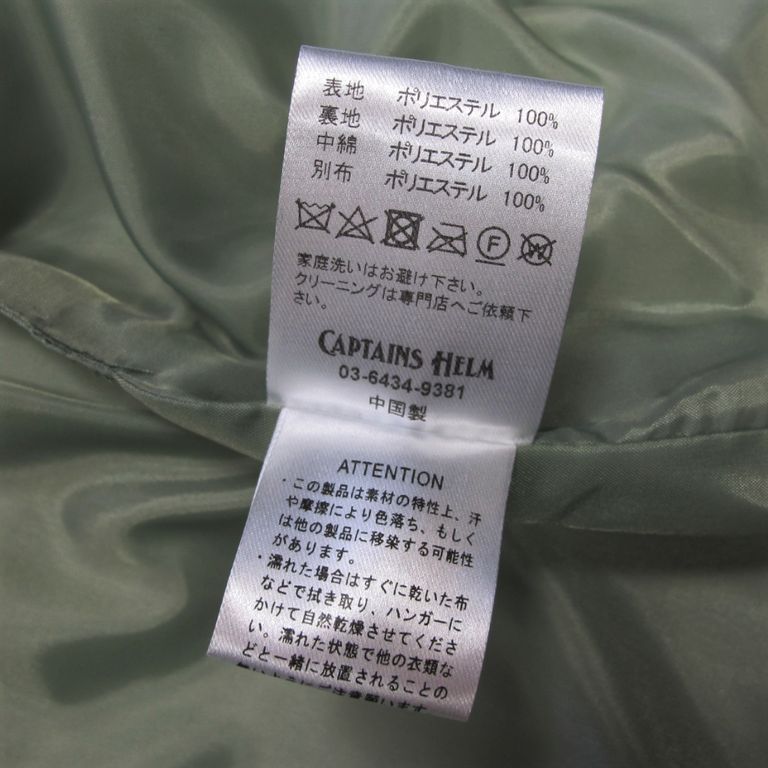 表地 ポリエステル 100%
裏地 ポリエステル 100%
中綿 ポリエステル 100%
別布 ポリエステル 100%
F
W
家庭洗いはお避け下さい。
クリーニングは専門店へご依頼下
さい。
CAPTAINS HELM
03-6434-9381
中国製
ATTENTION
・この製品は素材の特性上、汗
や摩擦により色落ち、もしく
は他の製品に移染する可能性
があります。
・濡れた場合はすぐに乾いた布
などで拭き取り、ハンガーに
かけて自然乾燥させてくださ
い。濡れた状態で他の衣類な
どと一緒に放置されることの